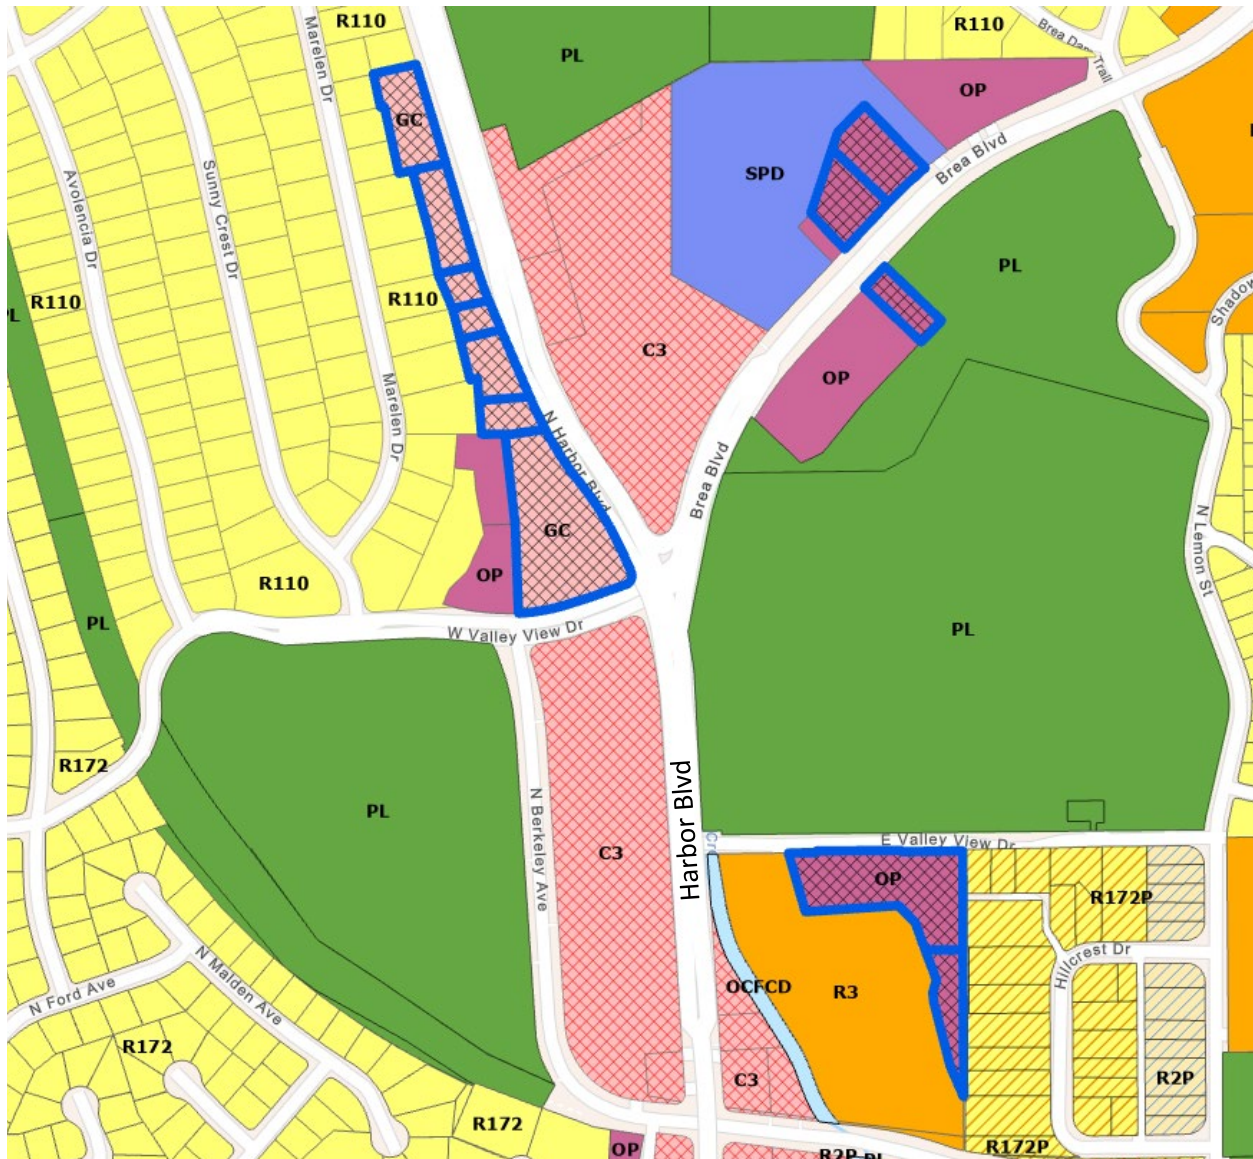 R110
R110
Brea Dam Trail
PL
GC
OP
Marelen Dr
Brea Blvd
SPD
Sunny Crest Dr
Avolencia Dr
PL
R110
R110
PL
Shadow
C3
OP
Marelen Dr
N Harbor Blvd
Brea Blvd
GC
N Lemon St
OP
R110
PL
W Valley View Dr
PL
R172
PL
Harbor Blvd
N Berkeley Ave
C3
E Valley View Dr
OP
R172P
Hillcrest Dr
N Malden Ave
N Ford Ave
OCFCD
R3
R172
C3
R2P
R172
OP
R2P
PL
R172P